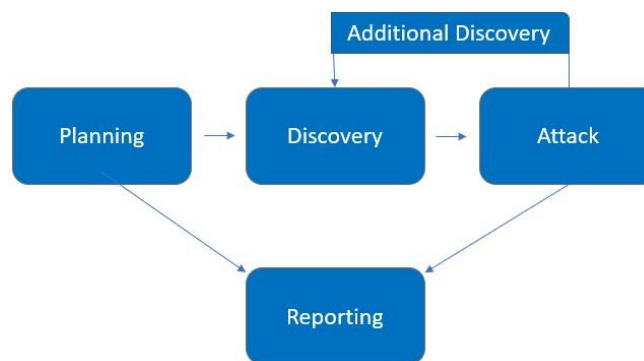 Additional Discovery
Planning
Discovery
Attack
Reporting